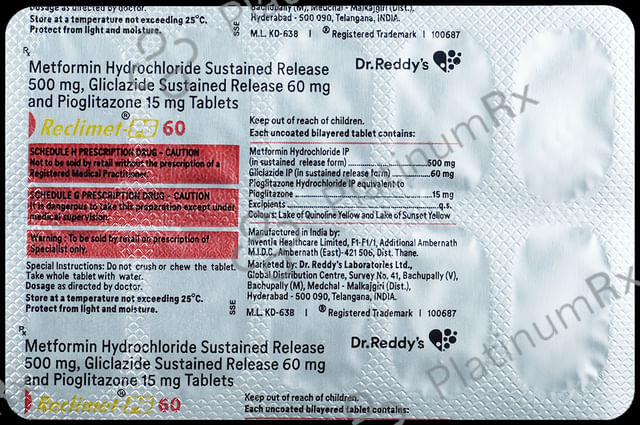 Dosage as directed by doctor.
Store at a temperature not exceeding 25°C.
Protect from light and moisture.
SSE
Bachupally (M), Medchal - Malkajgiri (Dist.),
Hyderabad - 500 090, Telangana, INDIA.
M.L. KD-638 | ® Registered Trademark | 100687
Rx
Metformin Hydrochloride Sustained Release
500 mg, Gliclazide Sustained Release 60 mg
and Pioglitazone 15 mg Tablets
Dr.Reddy's
Reclimet- ® 60
SCHEDULE H PRESCRIPTION DRUG - CAUTION
Not to be sold by retail without the prescription of a
Registered Medical Practitioner.
SCHEDULE G PRESCRIPTION DRUG - CAUTION
It is dangerous to take this preparation except under
medical supervision.
Warning : To be sold by retail on prescription of
Specialist only.
Special Instructions: Do not crush or chew the tablet.
Take whole tablet with water.
Dosage as directed by doctor.
Store at a temperature not exceeding 25°C.
Protect from light and moisture.
SSE
Keep out of reach of children.
Each uncoated bilayered tablet contains:
Metformin Hydrochloride IP
(in sustained release form) ........................ 500 mg
Gliclazide IP (in sustained release form) ............ 60 mg
Pioglitazone Hydrochloride IP equivalent to
Pioglitazone ........................................ 15 mg
Excipients ............................................ q.s.
Colours: Lake of Quinoline Yellow and Lake of Sunset Yellow
Manufactured in India by:
Inventia Healthcare Limited, F1-F1/1, Additional Ambernath
M.I.D.C., Ambernath (East)-421 506, Dist. Thane.
Marketed by: Dr. Reddy's Laboratories Ltd.,
Global Distribution Centre, Survey No. 41, Bachupally (V),
Bachupally (M), Medchal - Malkajgiri (Dist.),
Hyderabad - 500 090, Telangana, INDIA.
M.L. KD-638 | ® Registered Trademark | 100687
Rx
Metformin Hydrochloride Sustained Release
500 mg, Gliclazide Sustained Release 60 mg
and Pioglitazone 15 mg Tablets
Dr.Reddy's
Reclimet- ® 60
Keep out of reach of children.
Each uncoated bilayered tablet contains:
PlatinumRx
PlatinumRx
PlatinumRx